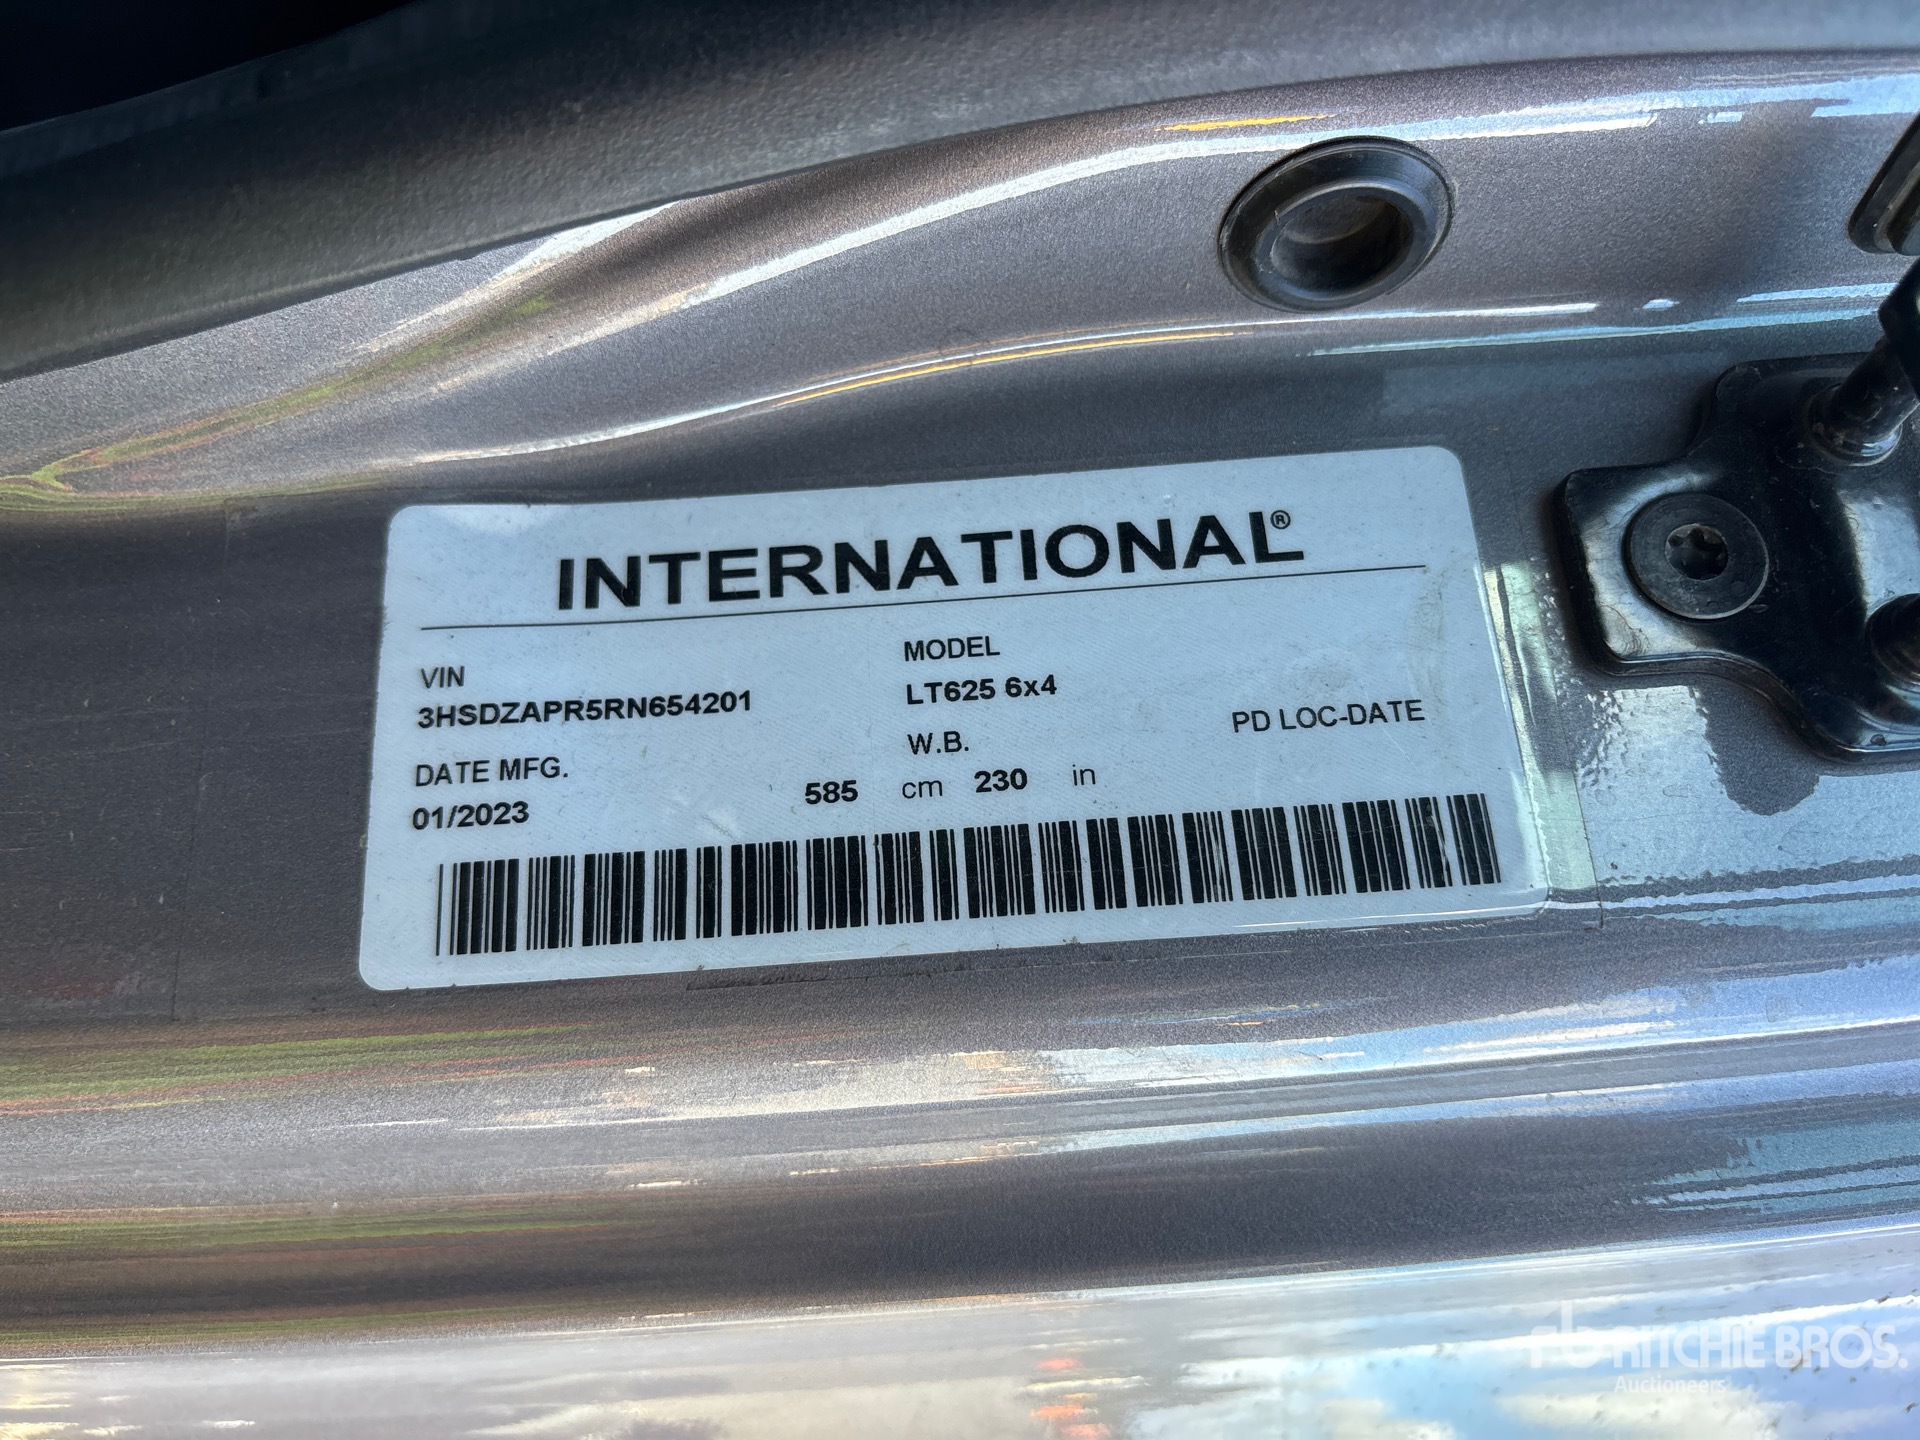 INTERNATIONAL®
VIN
3HSDZAPR5RN654201
MODEL
LT625 6x4
DATE MFG.
01/2023
W.B.
585 cm 230 in
PD LOC-DATE
rb RITCHIE BROS.
Auctioneers